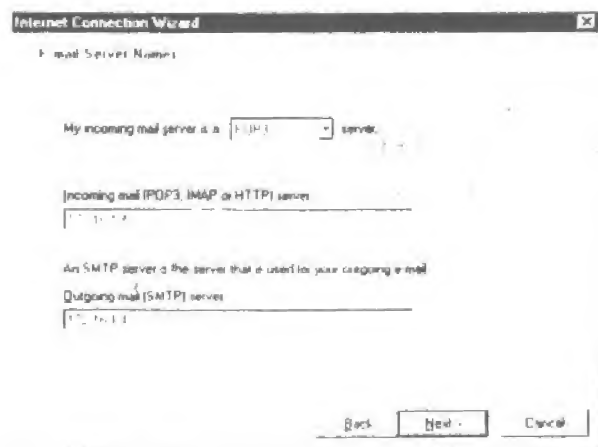 Internet Connection Wizard
E-mail Server Names
My incoming mail server is a POP3 server.
Incoming mail (POP3, IMAP or HTTP) server
An SMTP server is the server that is used for your outgoing e-mail.
Outgoing mail (SMTP) server
Back Next Cancel